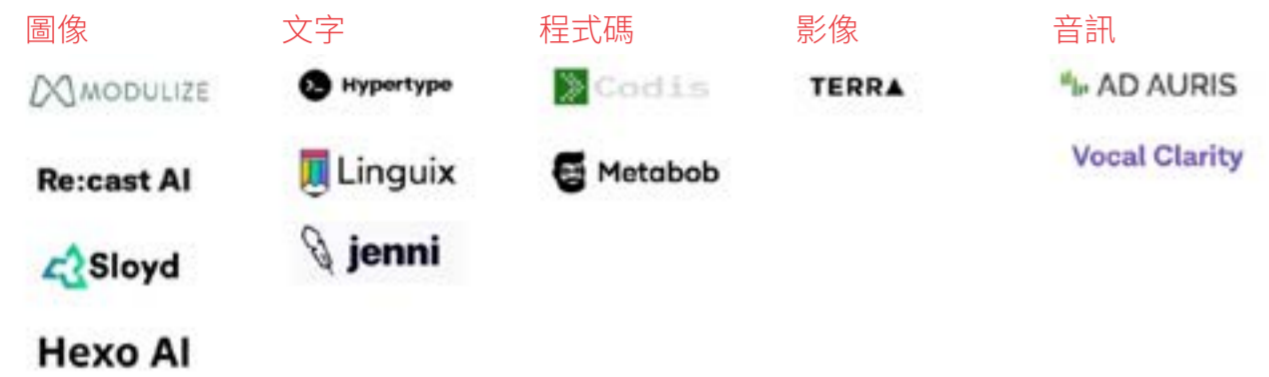 圖像
MODULIZE
Re:cast AI
Sloyd
Hexo AI
文字
Hypertype
Linguix
jenni
程式碼
Codis
Metabob
影像
TERRA
音訊
AD AURIS
Vocal Clarity